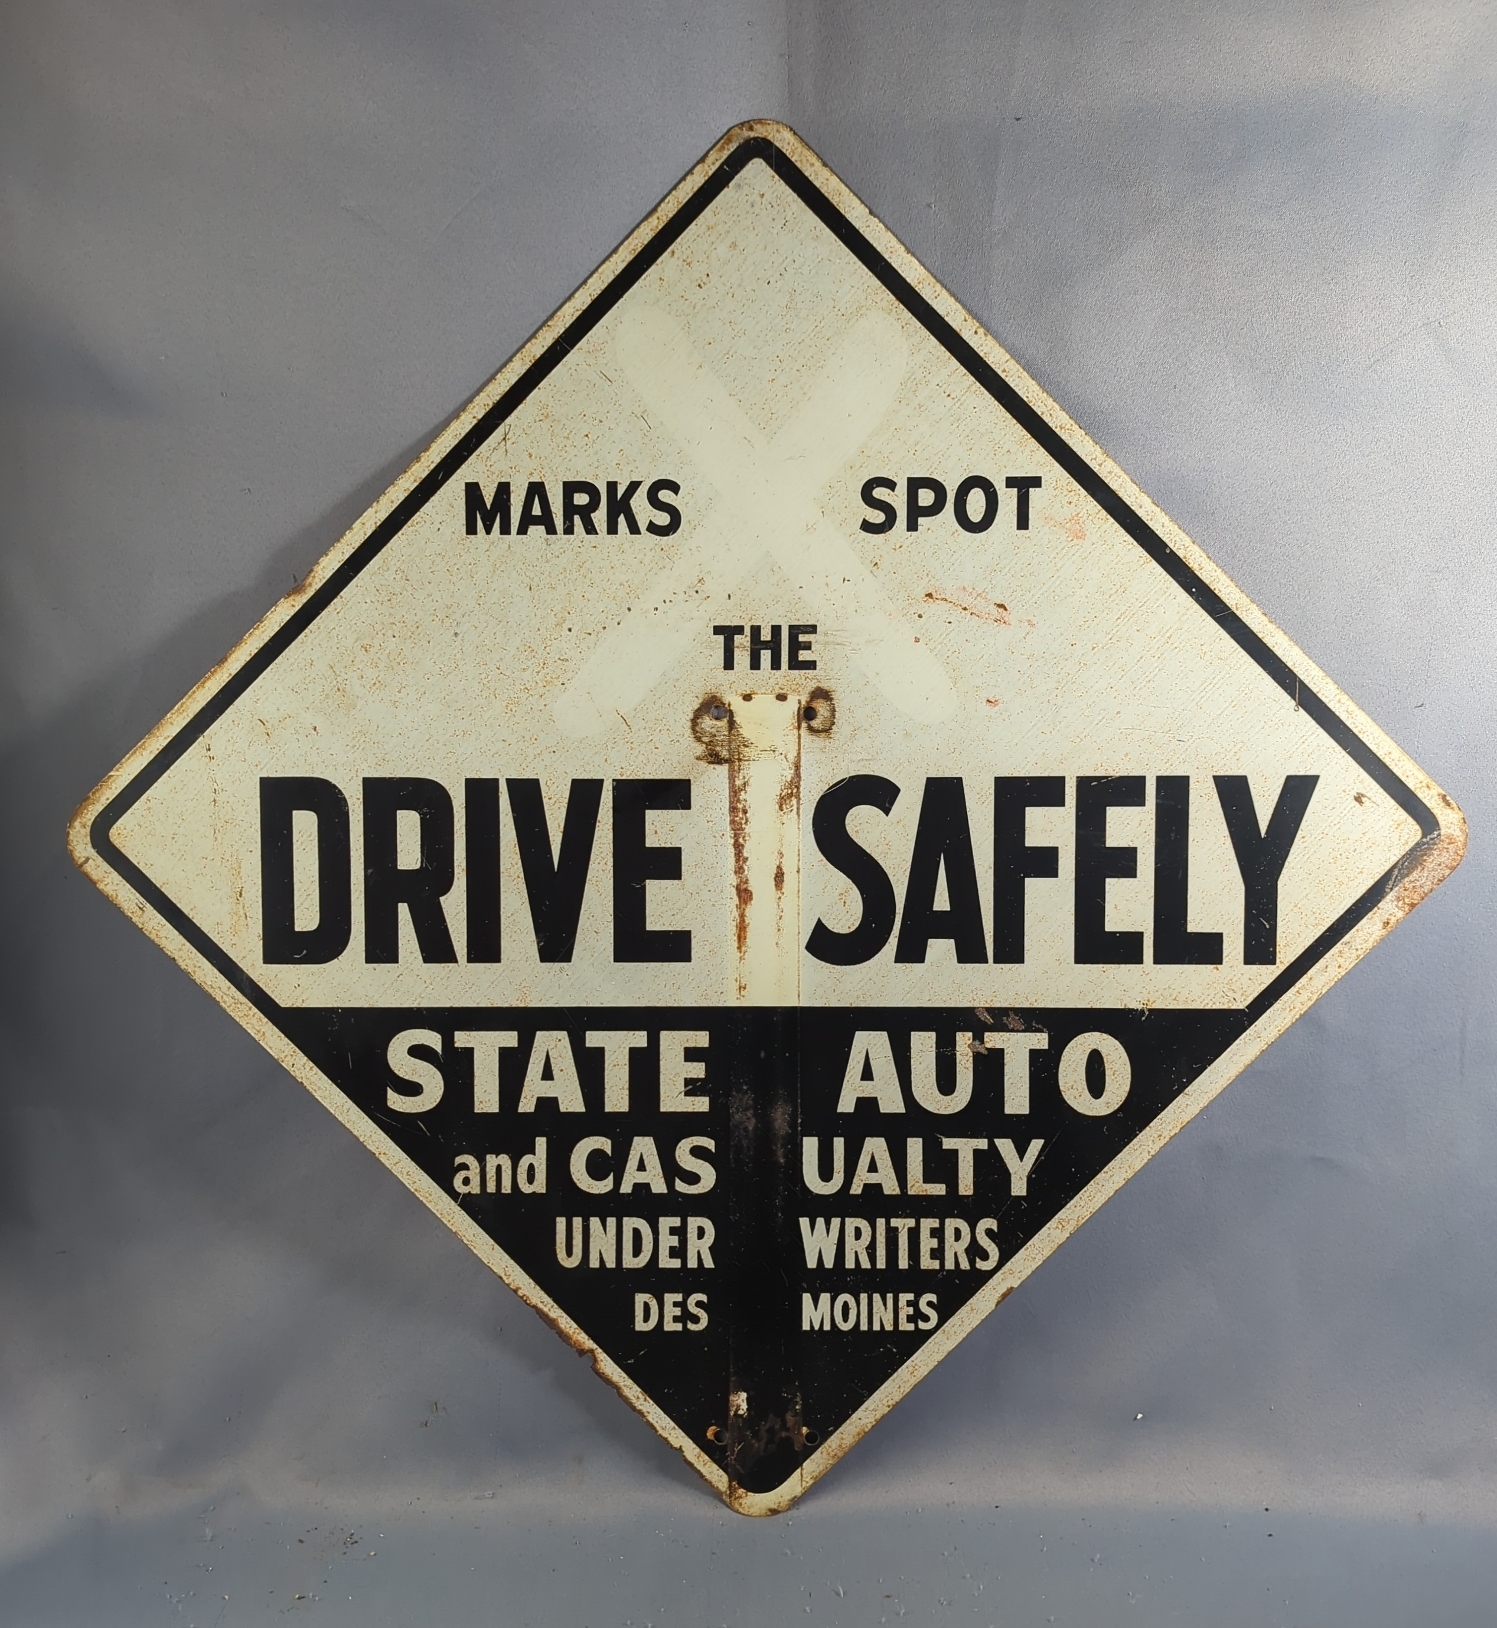 X
MARKS SPOT
THE
DRIVE SAFELY
STATE AUTO
and CAS UALTY
UNDER WRITERS
DES MOINES